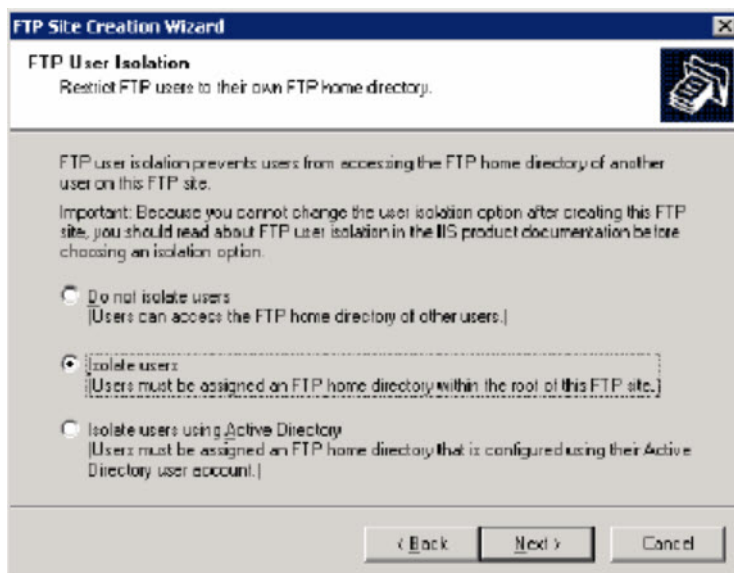 FTP Site Creation Wizard
FTP User Isolation
Restrict FTP users to their own FTP home directory.
FTP user isolation prevents users from accessing the FTP home directory of another
user on this FTP site.
Important: Because you cannot change the user isolation option after creating this FTP
site, you should read about FTP user isolation in the IIS product documentation before
choosing an isolation option.
Do not isolate users
(Users can access the FTP home directory of other users.)
Isolate users
(Users must be assigned an FTP home directory within the root of this FTP site.)
Isolate users using Active Directory
(Users must be assigned an FTP home directory that is configured using their Active
Directory user account.)
< Back
Next >
Cancel